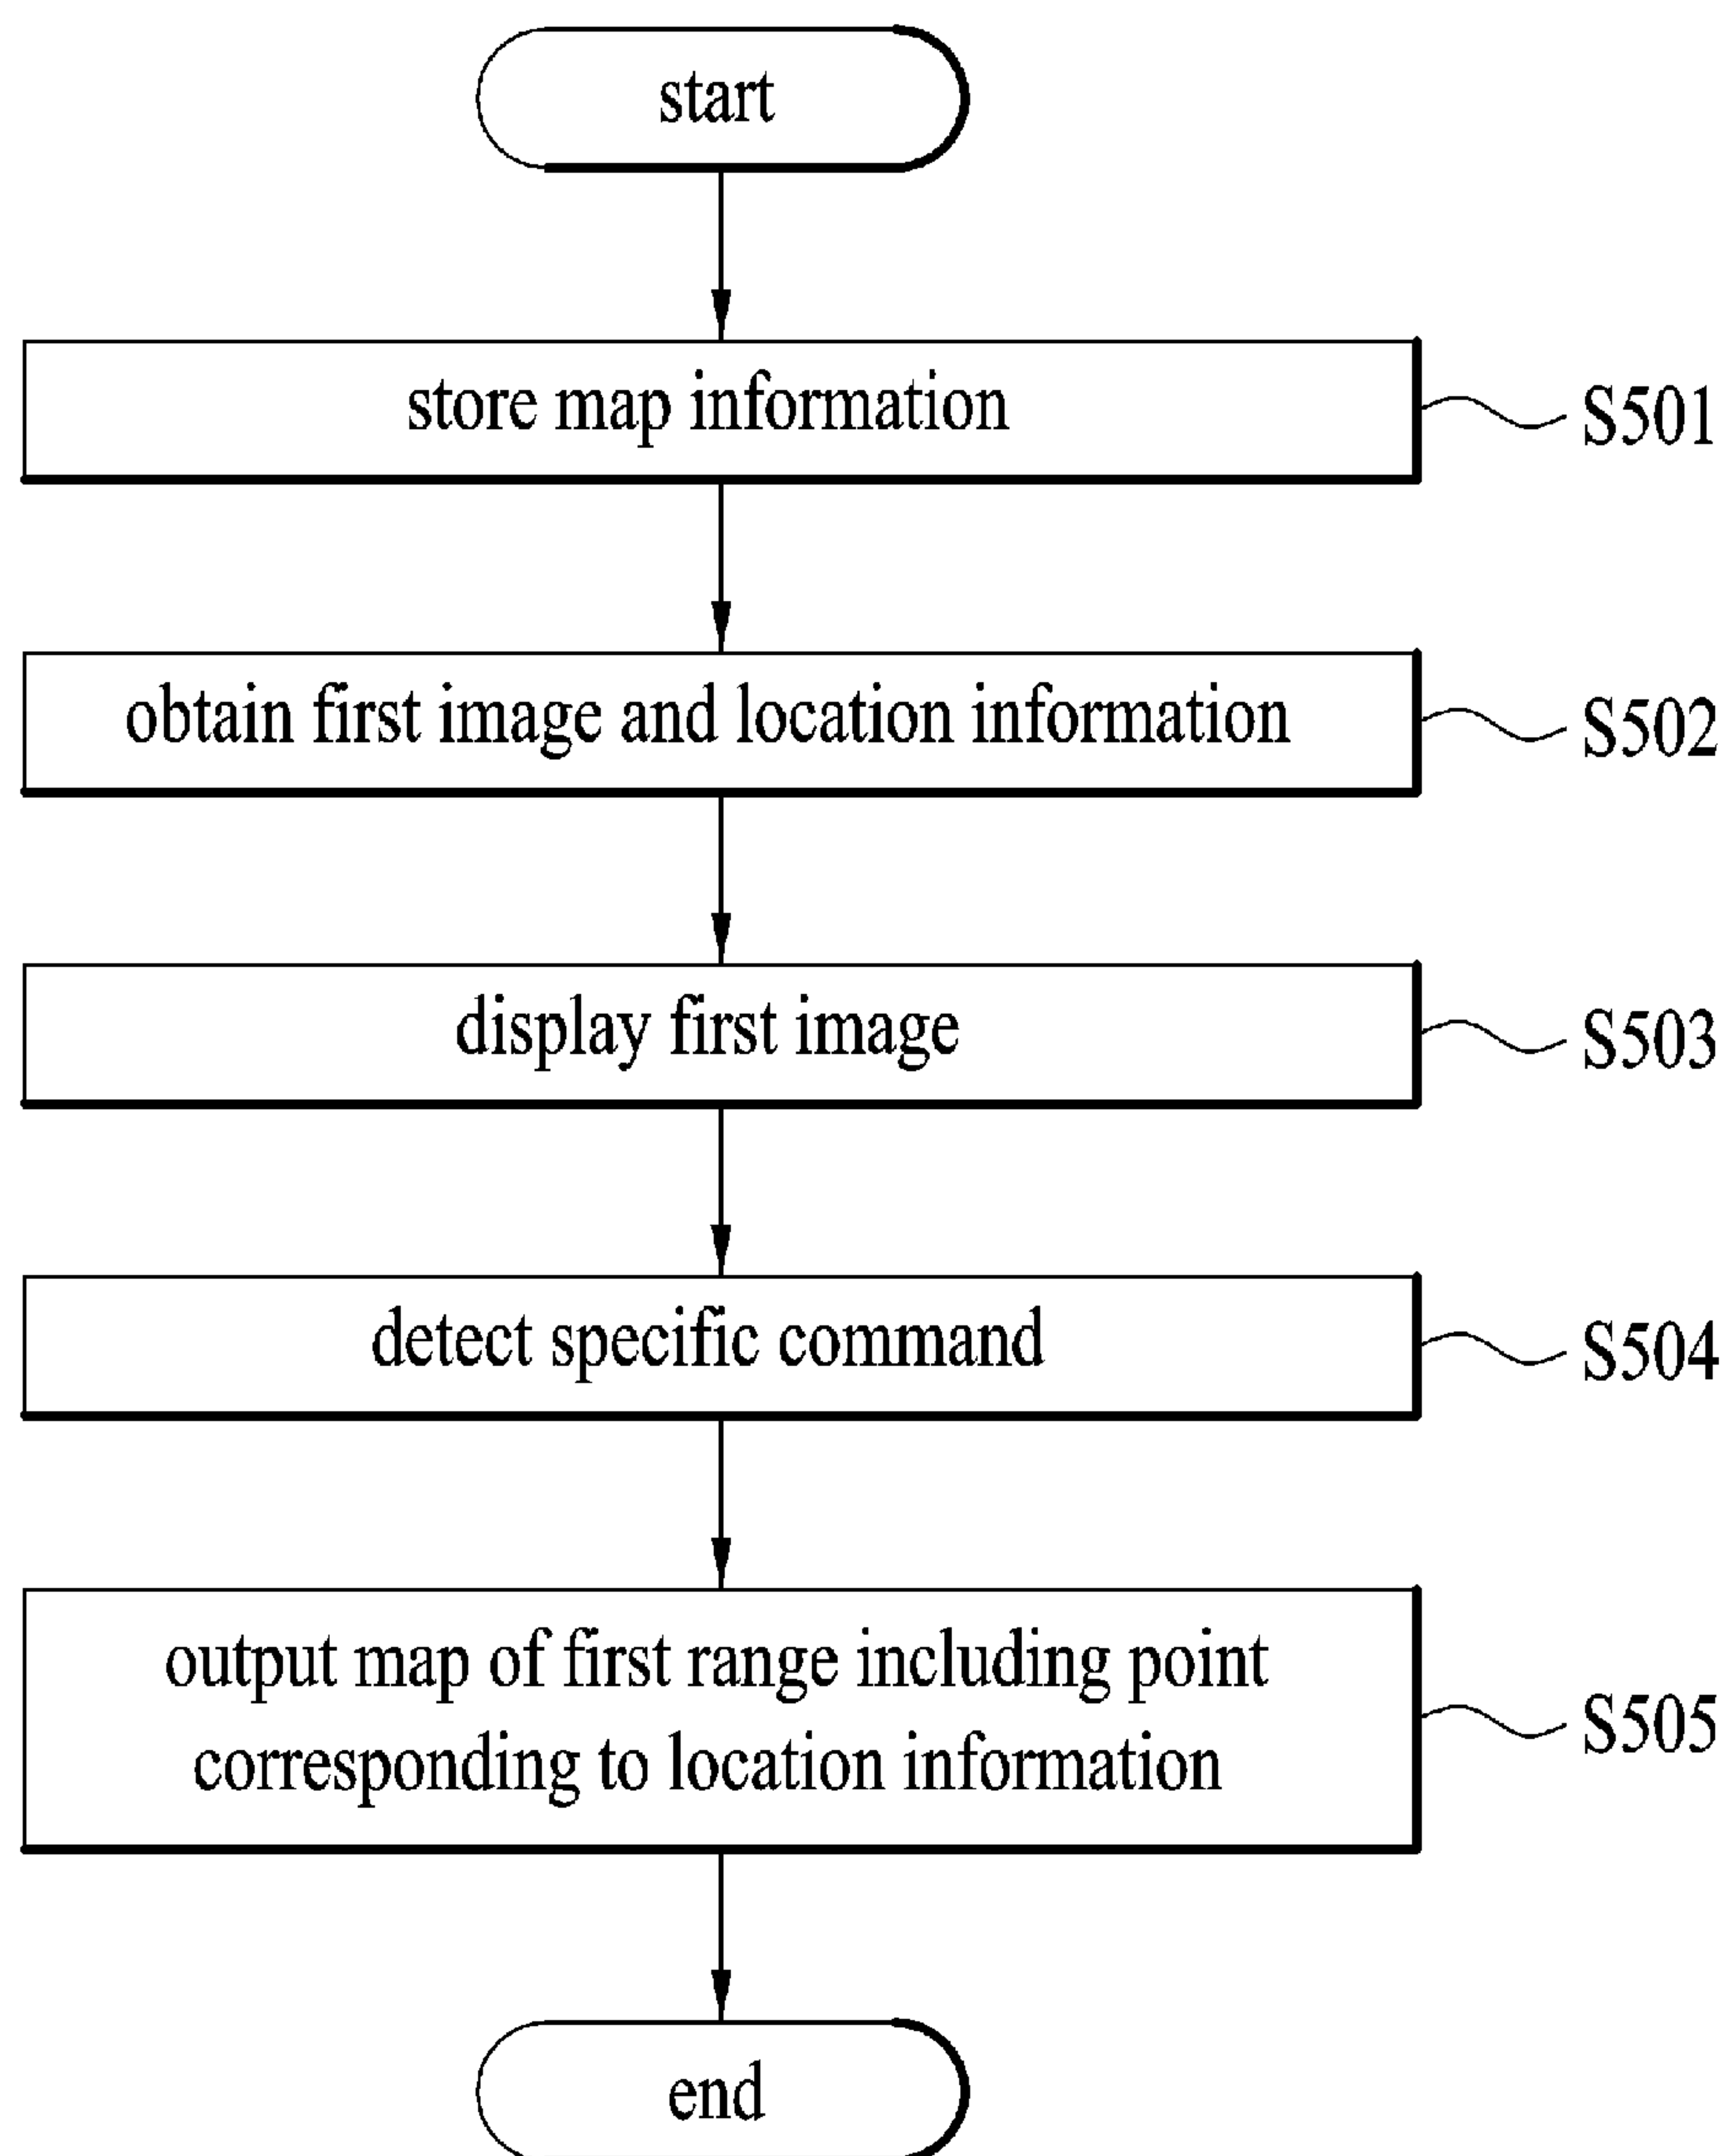 start
store map information
S501
obtain first image and location information
S502
display first image
S503
detect specific command
S504
output map of first range including point
corresponding to location information
S505
end